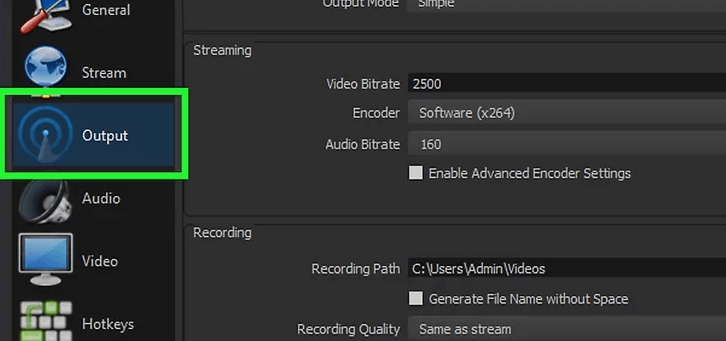 General
Stream
Output
Audio
Video
Hotkeys
Output Mode Simple
Streaming
Video Bitrate 2500
Encoder Software (x264)
Audio Bitrate 160
Enable Advanced Encoder Settings
Recording
Recording Path C:\Users\Admin\Videos
Generate File Name without Space
Recording Quality Same as stream